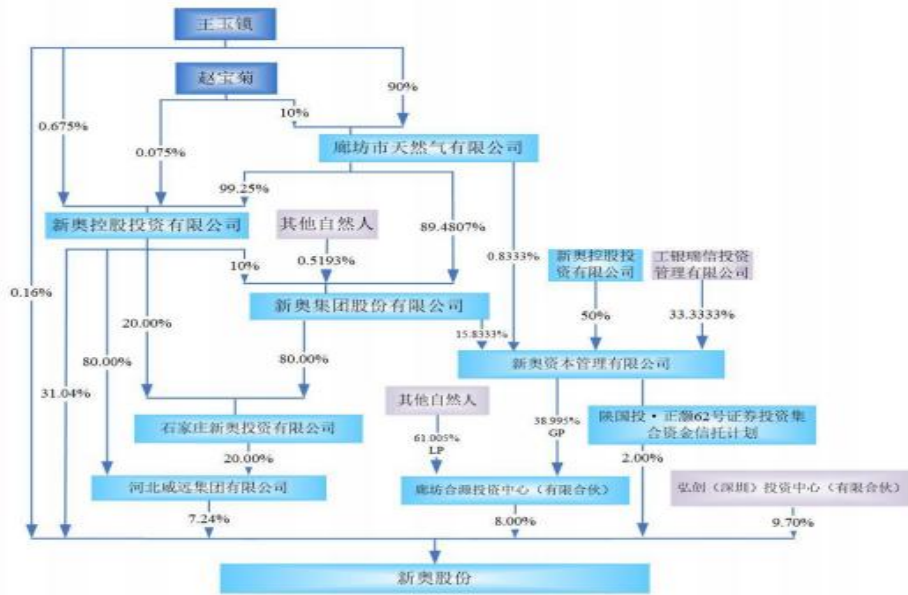 王玉锁
赵宝菊
90%
10%
0.675%
0.075%
廊坊市天然气有限公司
99.25%
新奥控股投资有限公司
其他自然人
89.4807%
0.8333%
新奥控股投
资有限公司
工银瑞信投资
管理有限公司
10%
0.5193%
0.16%
新奥集团股份有限公司
20.00%
50%
33.3333%
15.8333%
80.00%
80.00%
新奥资本管理有限公司
31.04%
其他自然人
38.995%
GP
陕国投·正灏62号证券投资集
合资金信托计划
石家庄新奥投资有限公司
61.005%
LP
20.00%
2.00%
河北威远集团有限公司
廊坊合源投资中心（有限合伙）
弘创（深圳）投资中心（有限合伙）
7.24%
8.00%
9.70%
新奥股份